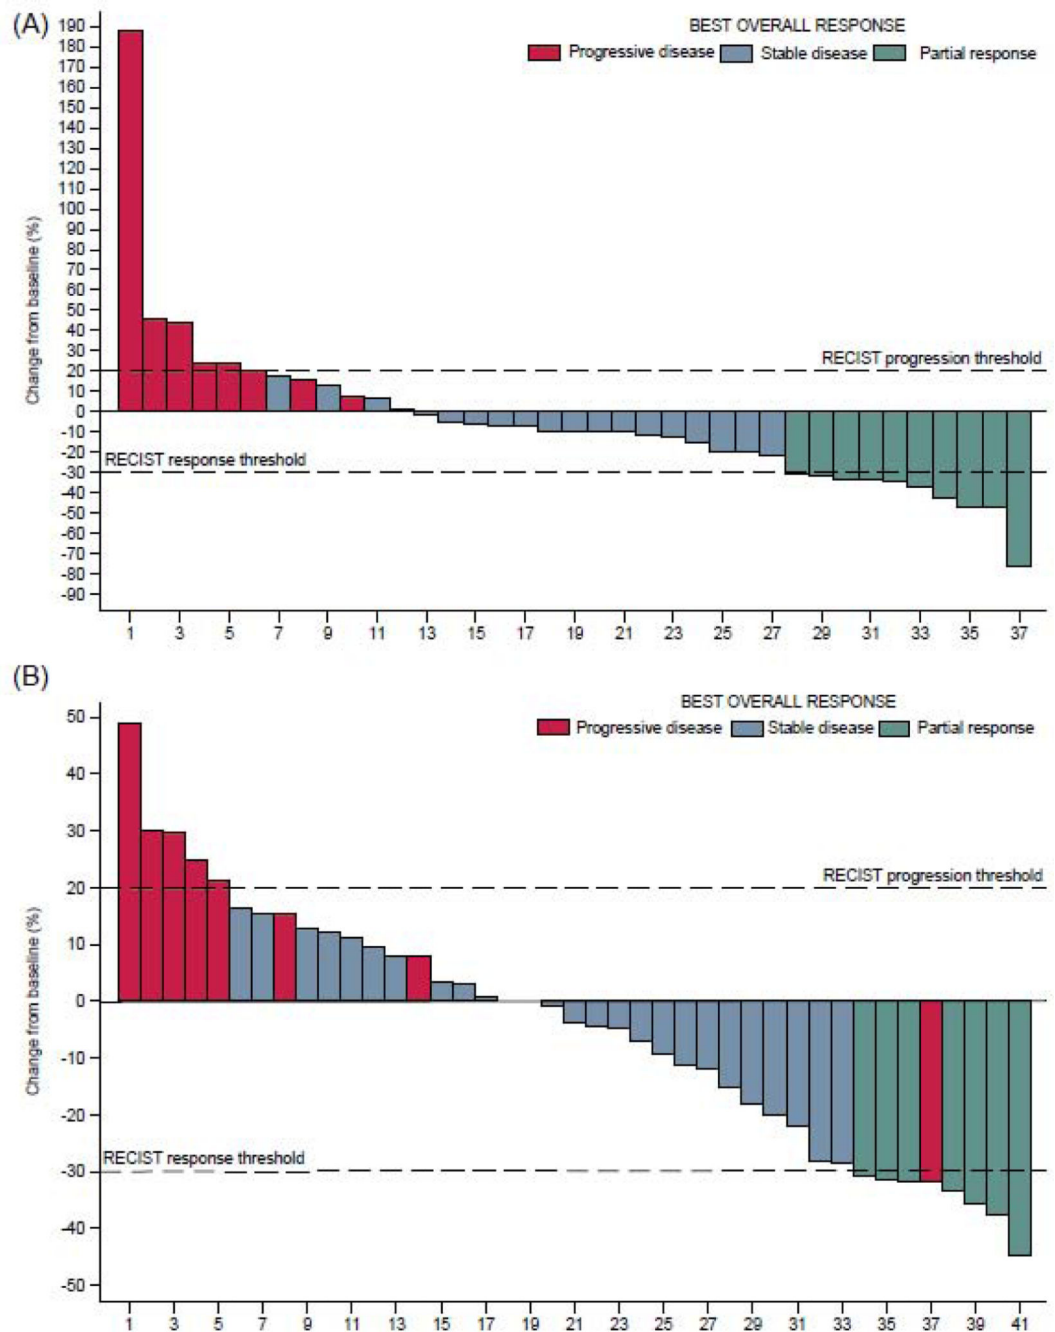 (A)
BEST OVERALL RESPONSE
Progressive disease Stable disease Partial response
Change from baseline (%)
190
180
170
160
150
140
130
120
110
100
90
80
70
60
50
40
30
20
10
0
-10
-20
-30
-40
-50
-60
-70
-80
-90
RECIST progression threshold
RECIST response threshold
1 3 5 7 9 11 13 15 17 19 21 23 25 27 29 31 33 35 37
(B)
BEST OVERALL RESPONSE
Progressive disease Stable disease Partial response
Change from baseline (%)
50
40
30
20
10
0
-10
-20
-30
-40
-50
RECIST progression threshold
RECIST response threshold
1 3 5 7 9 11 13 15 17 19 21 23 25 27 29 31 33 35 37 39 41